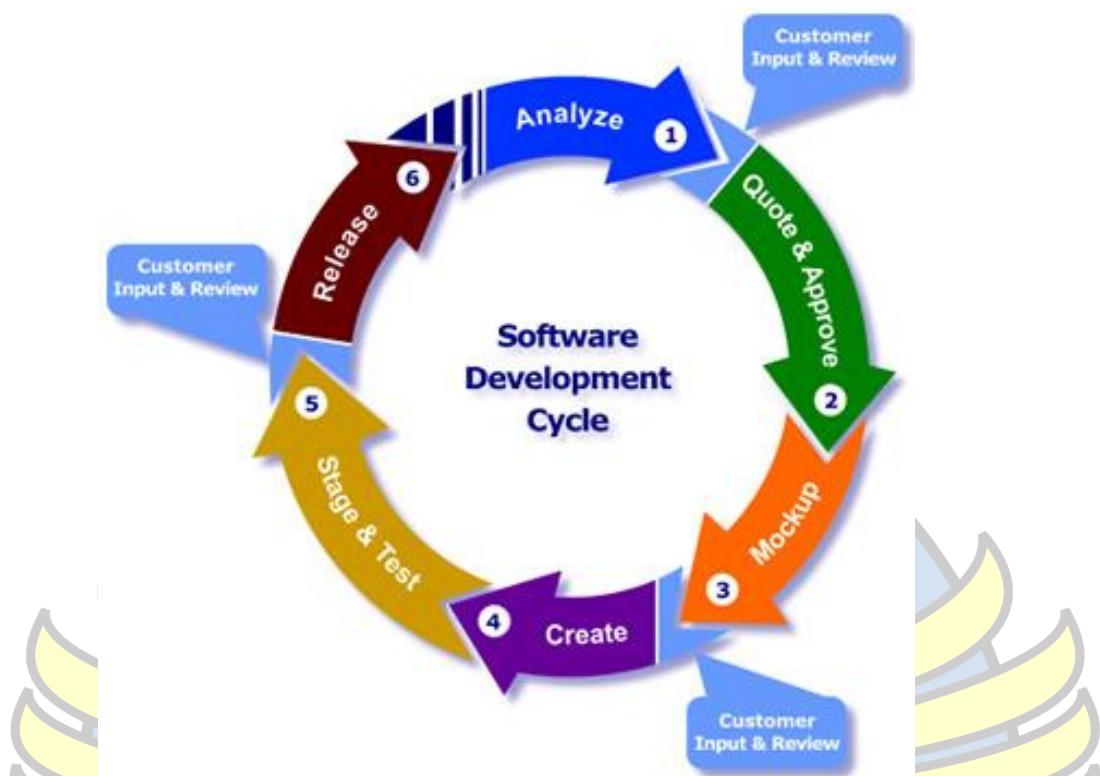 Customer
Input & Review
Analyze
1
Quote & Approve
2
Mockup
3
Customer
Input & Review
Create
4
Stage & Test
5
Customer
Input & Review
Release
6
Software
Development
Cycle